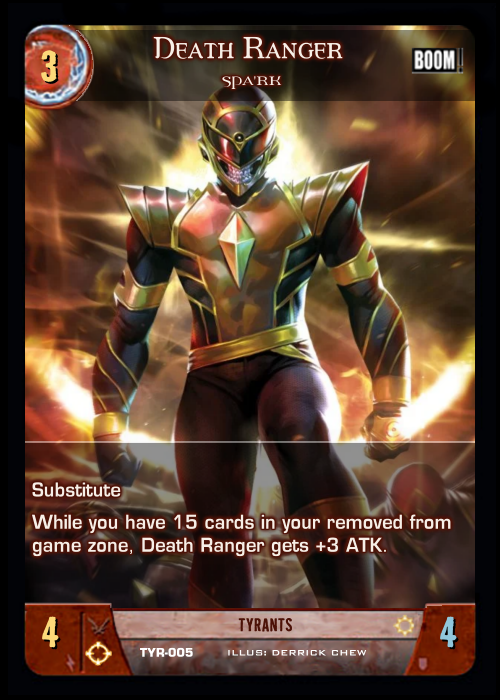 3
DEATH RANGER
SPARK
BOOM!
Substitute
While you have 15 cards in your removed from
game zone, Death Ranger gets +3 ATK.
4
TYRANTS
4
TYR-005 ILLUS: DERRICK CHEW